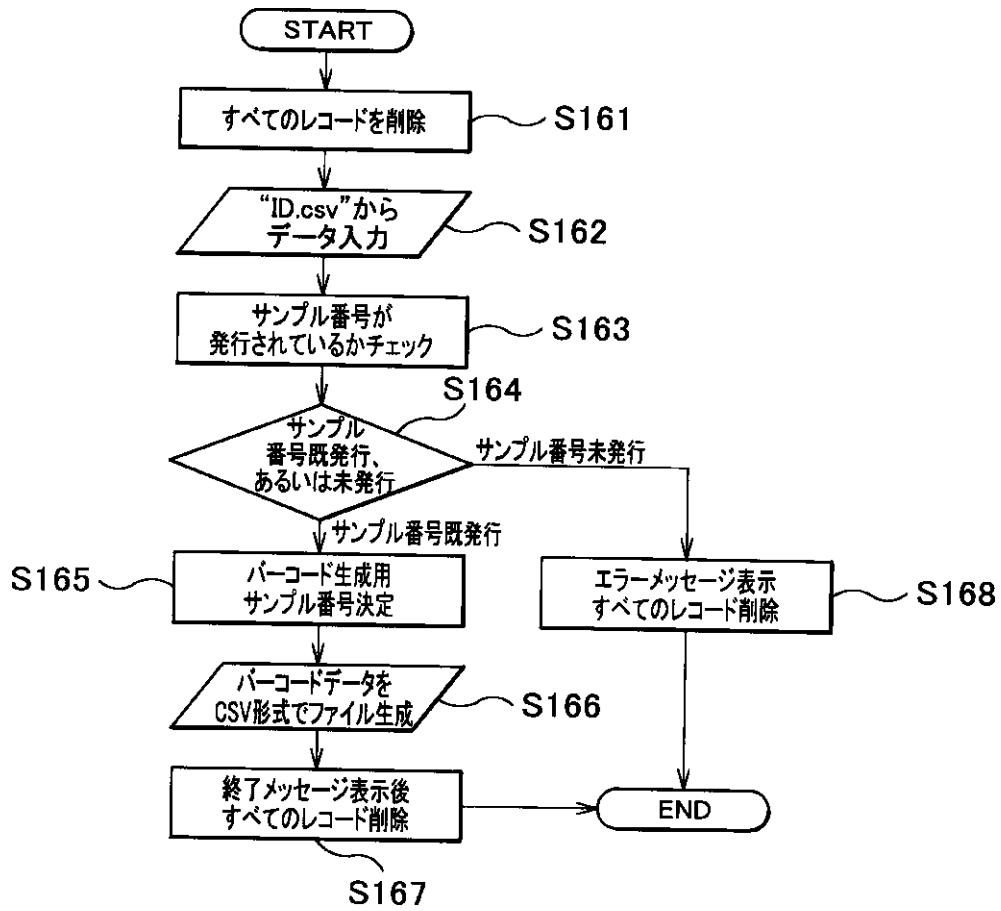 START
すべてのレコードを削除
S161
“ID.csv”から
データ入力
S162
サンプル番号が
発行されているかチェック
S163
S164
サンプル
番号既発行、
あるいは未発行
サンプル番号未発行
サンプル番号既発行
S165
バーコード生成用
サンプル番号決定
エラーメッセージ表示
すべてのレコード削除
S168
バーコードデータを
CSV形式でファイル生成
S166
終了メッセージ表示後
すべてのレコード削除
END
S167